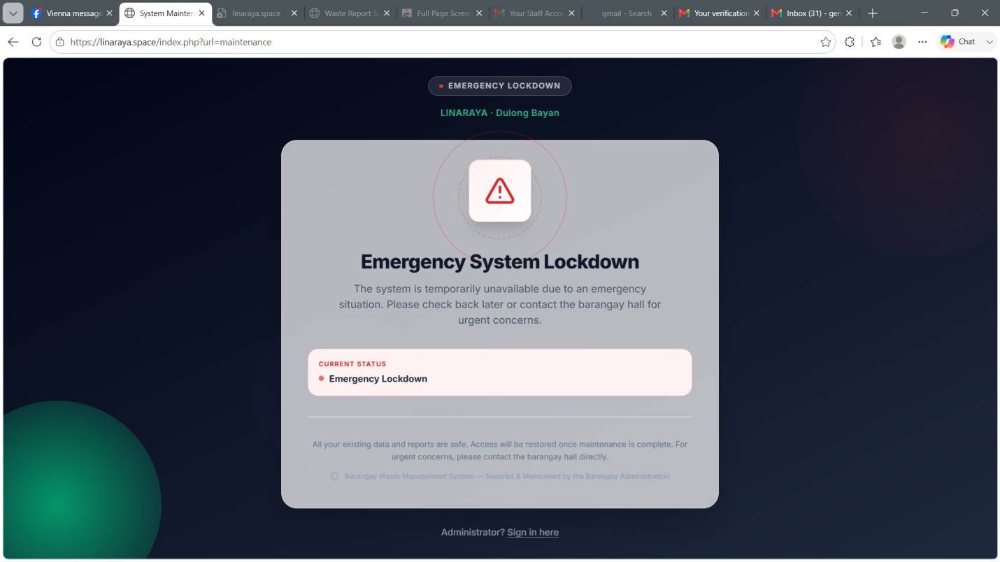 Vienna message
System Mainten
linaraya.space
Waste Report S
Full Page Screen
Your Staff Accou
gmail - Search
Your verification
Inbox (31) - gen
https://linaraya.space/index.php?url=maintenance
Chat
EMERGENCY LOCKDOWN
LINARAYA · Dulong Bayan
Emergency System Lockdown
The system is temporarily unavailable due to an emergency
situation. Please check back later or contact the barangay hall for
urgent concerns.
CURRENT STATUS
Emergency Lockdown
All your existing data and reports are safe. Access will be restored once maintenance is complete. For
urgent concerns, please contact the barangay hall directly.
Barangay Waste Management System — Secured & Maintained by the Barangay Administration
Administrator? Sign in here